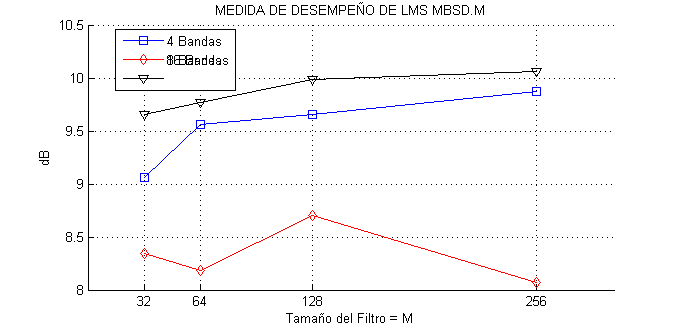 MEDIDA DE DESEMPEÑO DE LMS MBSD.M
10.5
4 Bandas
Bandas
10
9.5
dB
9
8.5
8
32
64
128
256
Tamaño del Filtro = M